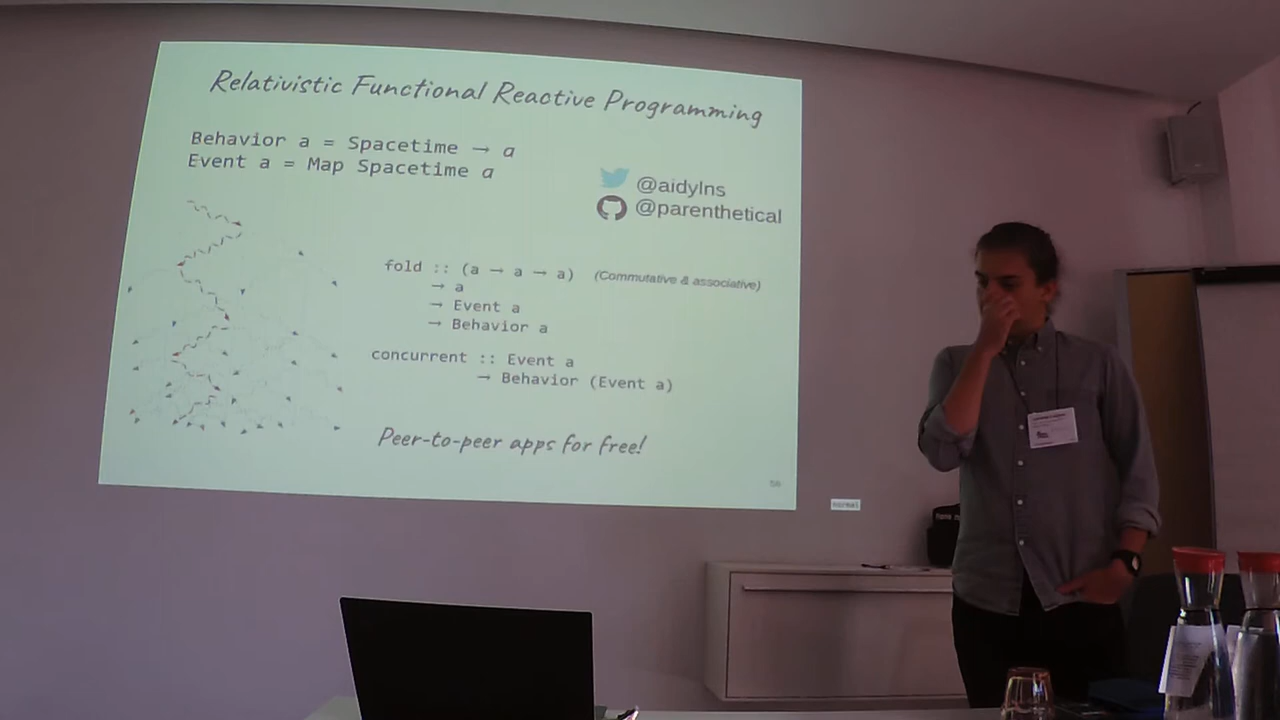 Relativistic Functional Reactive Programming
Behavior a = Spacetime → a
Event a = Map Spacetime a
@aidylns
@parenthetical
fold :: (a → a → a) (Commutative & associative)
→ a
→ Event a
→ Behavior a
concurrent :: Event a
→ Behavior (Event a)
Peer-to-peer apps for free!
normal